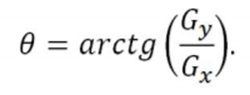 θ = arctg (G_y / G_x).